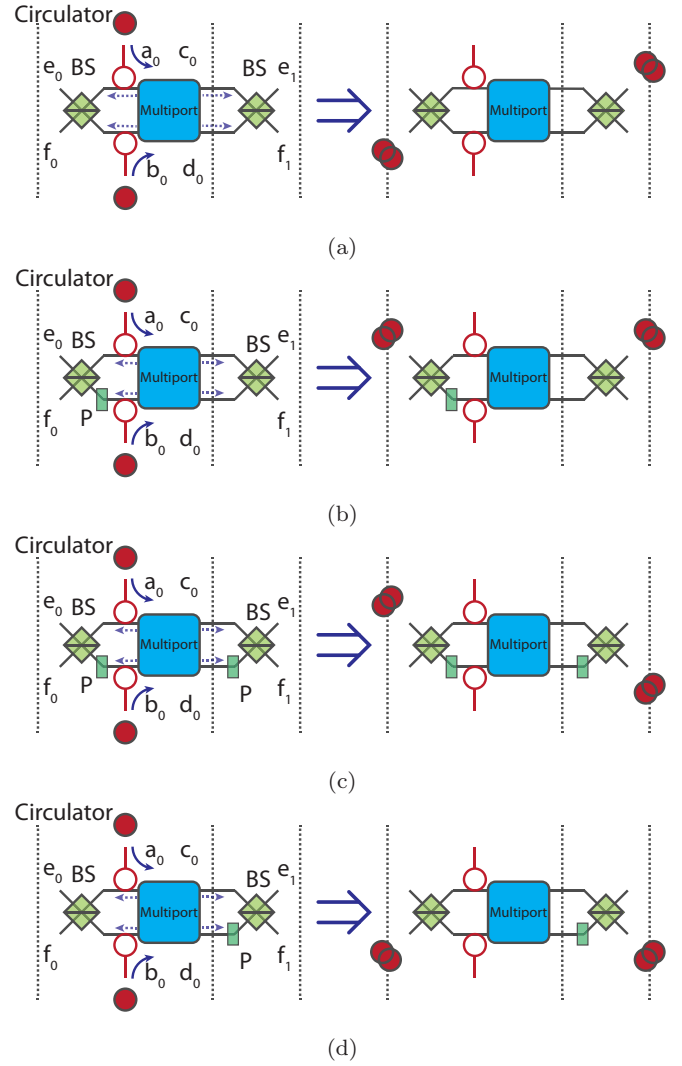 Circulator
a₀ c₀
e₀ BS BS e₁
Multiport Multiport
f₀ b₀ d₀ f₁
(a)
Circulator
a₀ c₀
e₀ BS BS e₁
Multiport Multiport
f₀ P b₀ d₀ f₁
(b)
Circulator
a₀ c₀
e₀ BS BS e₁
Multiport Multiport
f₀ P b₀ d₀ P f₁
(c)
Circulator
a₀ c₀
e₀ BS BS e₁
Multiport Multiport
f₀ b₀ d₀ P f₁
(d)